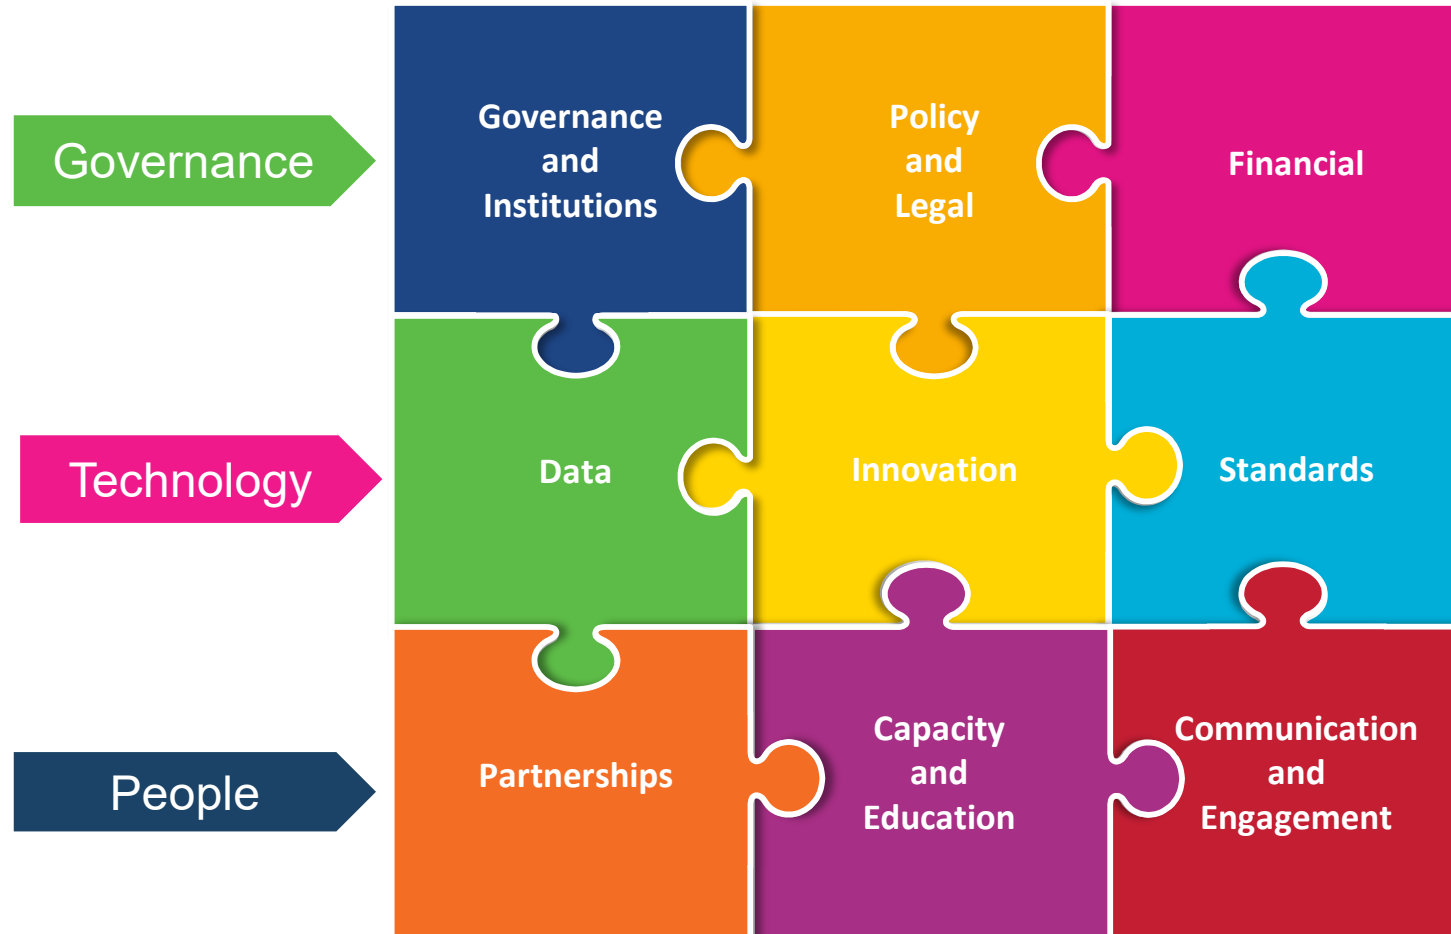 Governance
Governance
and
Institutions
Policy
and
Legal
Financial
Technology
Data
Innovation
Standards
People
Partnerships
Capacity
and
Education
Communication
and
Engagement